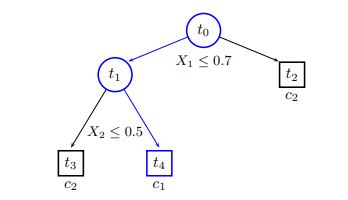 t₀
X₁ ≤ 0.7
t₁
t₂
c₂
X₂ ≤ 0.5
t₃
t₄
c₂
c₁